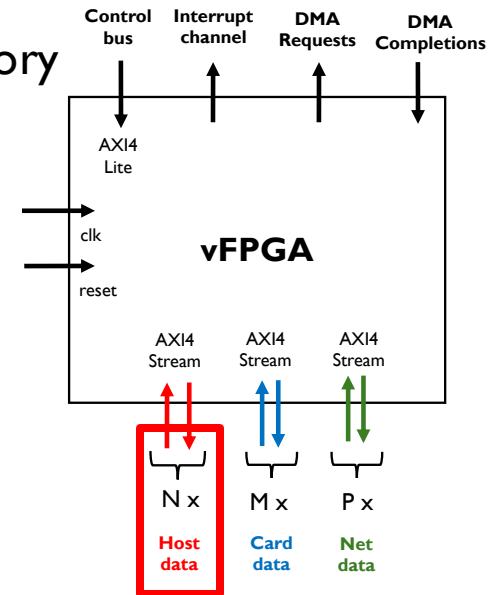 ory
Control
bus
Interrupt
channel
DMA
Requests
DMA
Completions
AXI4
Lite
clk
reset
vFPGA
AXI4
Stream
AXI4
Stream
AXI4
Stream
N x
M x
P x
Host
data
Card
data
Net
data